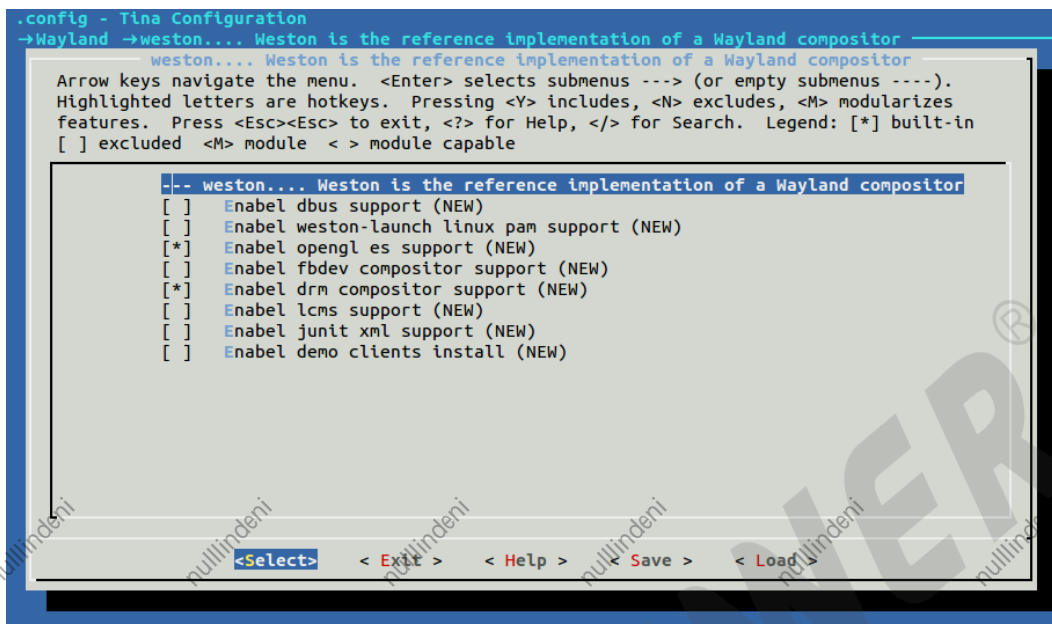 .config - Tina Configuration
→Wayland →weston.... Weston is the reference implementation of a Wayland compositor
weston.... Weston is the reference implementation of a Wayland compositor
Arrow keys navigate the menu.  <Enter> selects submenus ---> (or empty submenus ----).
Highlighted letters are hotkeys.  Pressing <Y> includes, <N> excludes, <M> modularizes
features.  Press <Esc><Esc> to exit, <?> for Help, </> for Search.  Legend: [*] built-in
[ ] excluded  <M> module  < > module capable
--- weston.... Weston is the reference implementation of a Wayland compositor
[ ]   Enabel dbus support (NEW)
[ ]   Enabel weston-launch linux pam support (NEW)
[*]   Enabel opengl es support (NEW)
[ ]   Enabel fbdev compositor support (NEW)
[*]   Enabel drm compositor support (NEW)
[ ]   Enabel lcms support (NEW)
[ ]   Enabel junit xml support (NEW)
[ ]   Enabel demo clients install (NEW)
<Select>    < Exit >    < Help >    < Save >    < Load >
nullindeni nullindeni nullindeni nullindeni nullindeni
NER®